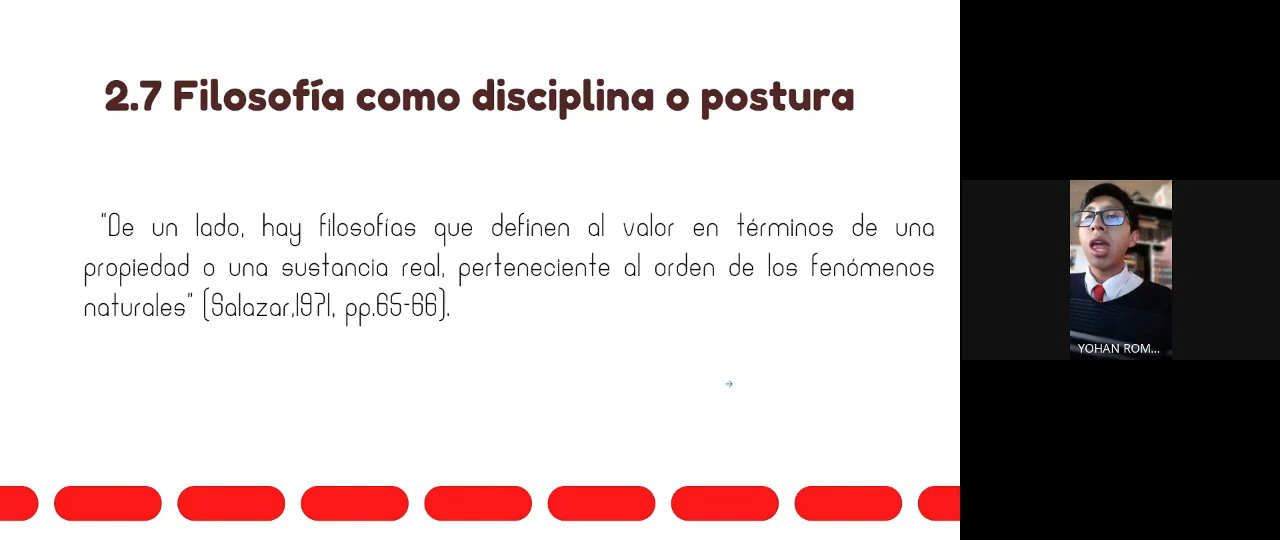 2.7 Filosofía como disciplina o postura
"De un lado, hay filosofías que definen al valor en términos de una
propiedad o una sustancia real, perteneciente al orden de los fenómenos
naturales" (Salazar,1971, pp.65-66).
YOHAN ROM...